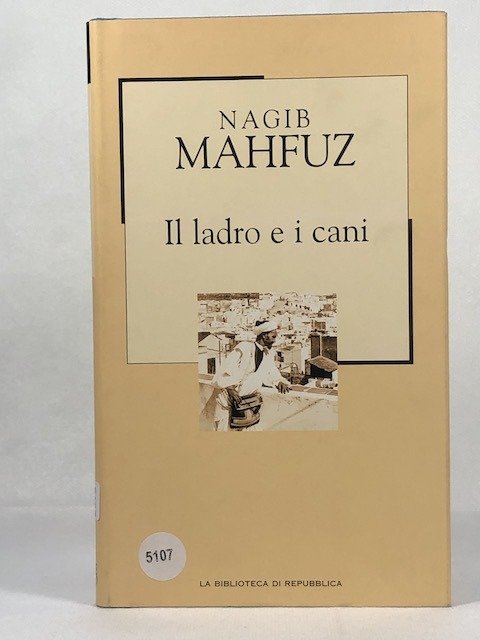 NAGIB
MAHFUZ
Il ladro e i cani
5107
LA BIBLIOTECA DI REPUBBLICA